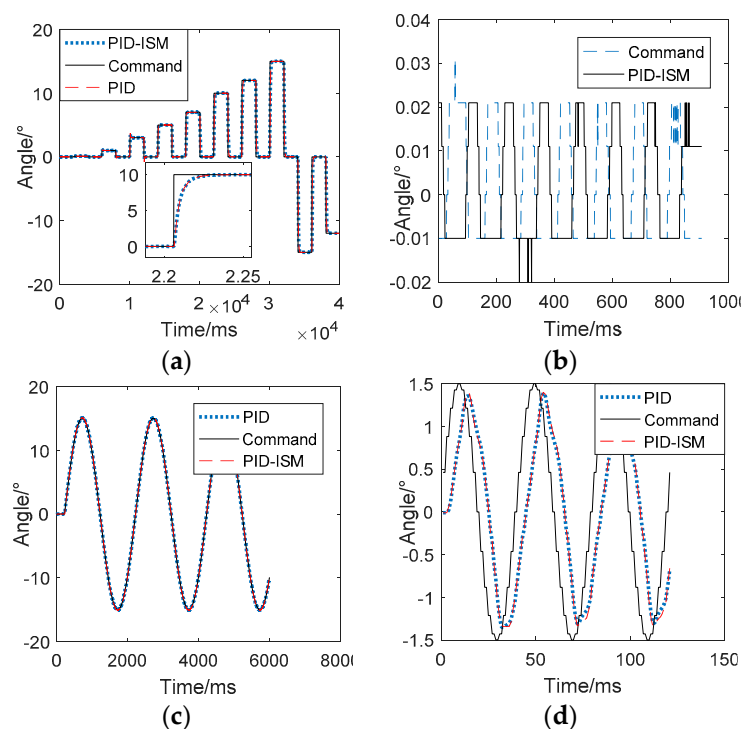 20
10
0
-10
-20
Angle/°
PID-ISM
Command
PID
10
5
0
2.2
2.25
×10⁴
0
1
2
3
4
×10⁴
Time/ms
(a)
0.04
0.03
0.02
0.01
0
-0.01
-0.02
Angle/°
Command
PID-ISM
0
200
400
600
800
1000
Time/ms
(b)
20
10
0
-10
-20
Angle/°
PID
Command
PID-ISM
0
2000
4000
6000
8000
Time/ms
(c)
1.5
1
0.5
0
-0.5
-1
-1.5
Angle/°
PID
Command
PID-ISM
0
50
100
150
Time/ms
(d)